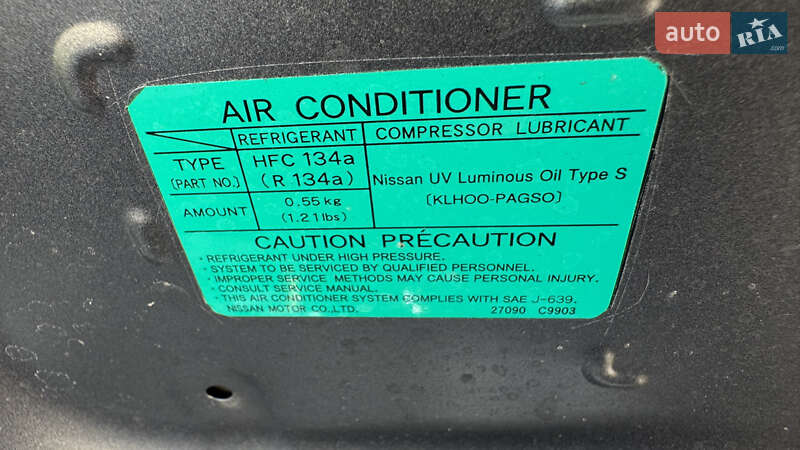 auto RIA.com
AIR CONDITIONER
REFRIGERANT COMPRESSOR LUBRICANT
TYPE HFC 134a Nissan UV Luminous Oil Type S
(PART NO.) (R 134a) (KLHOO-PAGSO)
AMOUNT 0.55 kg
(1.21 lbs)
CAUTION PRÉCAUTION
• REFRIGERANT UNDER HIGH PRESSURE.
• SYSTEM TO BE SERVICED BY QUALIFIED PERSONNEL.
• IMPROPER SERVICE METHODS MAY CAUSE PERSONAL INJURY.
• CONSULT SERVICE MANUAL.
• THIS AIR CONDITIONER SYSTEM COMPLIES WITH SAE J-639.
NISSAN MOTOR CO.,LTD. 27090 C9903